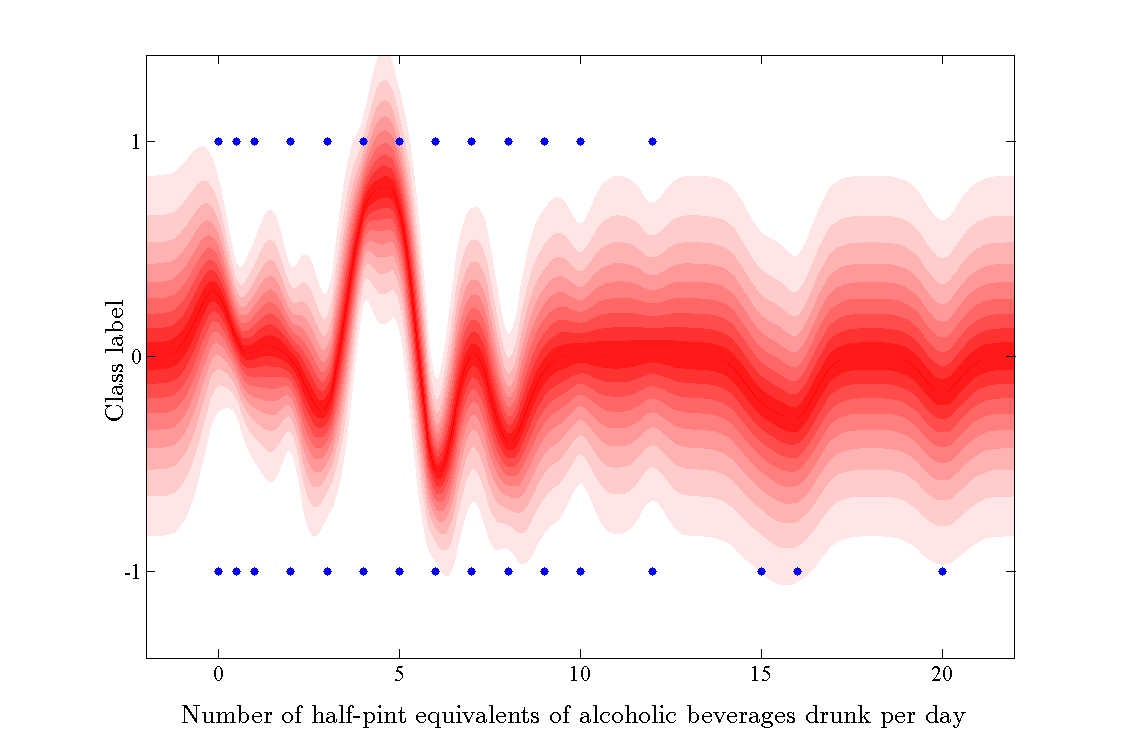 1
0
-1
Class label
0 5 10 15 20
Number of half-pint equivalents of alcoholic beverages drunk per day